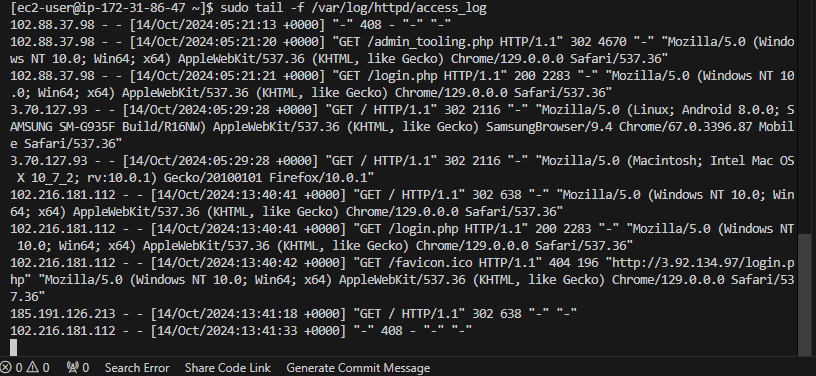 [ec2-user@ip-172-31-86-47 ~]$ sudo tail -f /var/log/httpd/access_log
102.88.37.98 - - [14/Oct/2024:05:21:13 +0000] "-" 408 - "-" "-"
102.88.37.98 - - [14/Oct/2024:05:21:20 +0000] "GET /admin_tooling.php HTTP/1.1" 302 4670 "-" "Mozilla/5.0 (Windo
ws NT 10.0; Win64; x64) AppleWebKit/537.36 (KHTML, like Gecko) Chrome/129.0.0.0 Safari/537.36"
102.88.37.98 - - [14/Oct/2024:05:21:21 +0000] "GET /login.php HTTP/1.1" 200 2283 "-" "Mozilla/5.0 (Windows NT 10
.0; Win64; x64) AppleWebKit/537.36 (KHTML, like Gecko) Chrome/129.0.0.0 Safari/537.36"
3.70.127.93 - - [14/Oct/2024:05:29:28 +0000] "GET / HTTP/1.1" 302 2116 "-" "Mozilla/5.0 (Linux; Android 8.0.0; S
AMSUNG SM-G935F Build/R16NW) AppleWebKit/537.36 (KHTML, like Gecko) SamsungBrowser/9.4 Chrome/67.0.3396.87 Mobil
e Safari/537.36"
3.70.127.93 - - [14/Oct/2024:05:29:28 +0000] "GET / HTTP/1.1" 302 2116 "-" "Mozilla/5.0 (Macintosh; Intel Mac OS
 X 10_7_2; rv:10.0.1) Gecko/20100101 Firefox/10.0.1"
102.216.181.112 - - [14/Oct/2024:13:40:41 +0000] "GET / HTTP/1.1" 302 638 "-" "Mozilla/5.0 (Windows NT 10.0; Win
64; x64) AppleWebKit/537.36 (KHTML, like Gecko) Chrome/129.0.0.0 Safari/537.36"
102.216.181.112 - - [14/Oct/2024:13:40:41 +0000] "GET /login.php HTTP/1.1" 200 2283 "-" "Mozilla/5.0 (Windows NT
 10.0; Win64; x64) AppleWebKit/537.36 (KHTML, like Gecko) Chrome/129.0.0.0 Safari/537.36"
102.216.181.112 - - [14/Oct/2024:13:40:42 +0000] "GET /favicon.ico HTTP/1.1" 404 196 "http://3.92.134.97/login.p
hp" "Mozilla/5.0 (Windows NT 10.0; Win64; x64) AppleWebKit/537.36 (KHTML, like Gecko) Chrome/129.0.0.0 Safari/53
7.36"
185.191.126.213 - - [14/Oct/2024:13:41:18 +0000] "GET / HTTP/1.1" 302 638 "-" "-"
102.216.181.112 - - [14/Oct/2024:13:41:33 +0000] "-" 408 - "-" "-"
0 0 0 Search Error Share Code Link Generate Commit Message